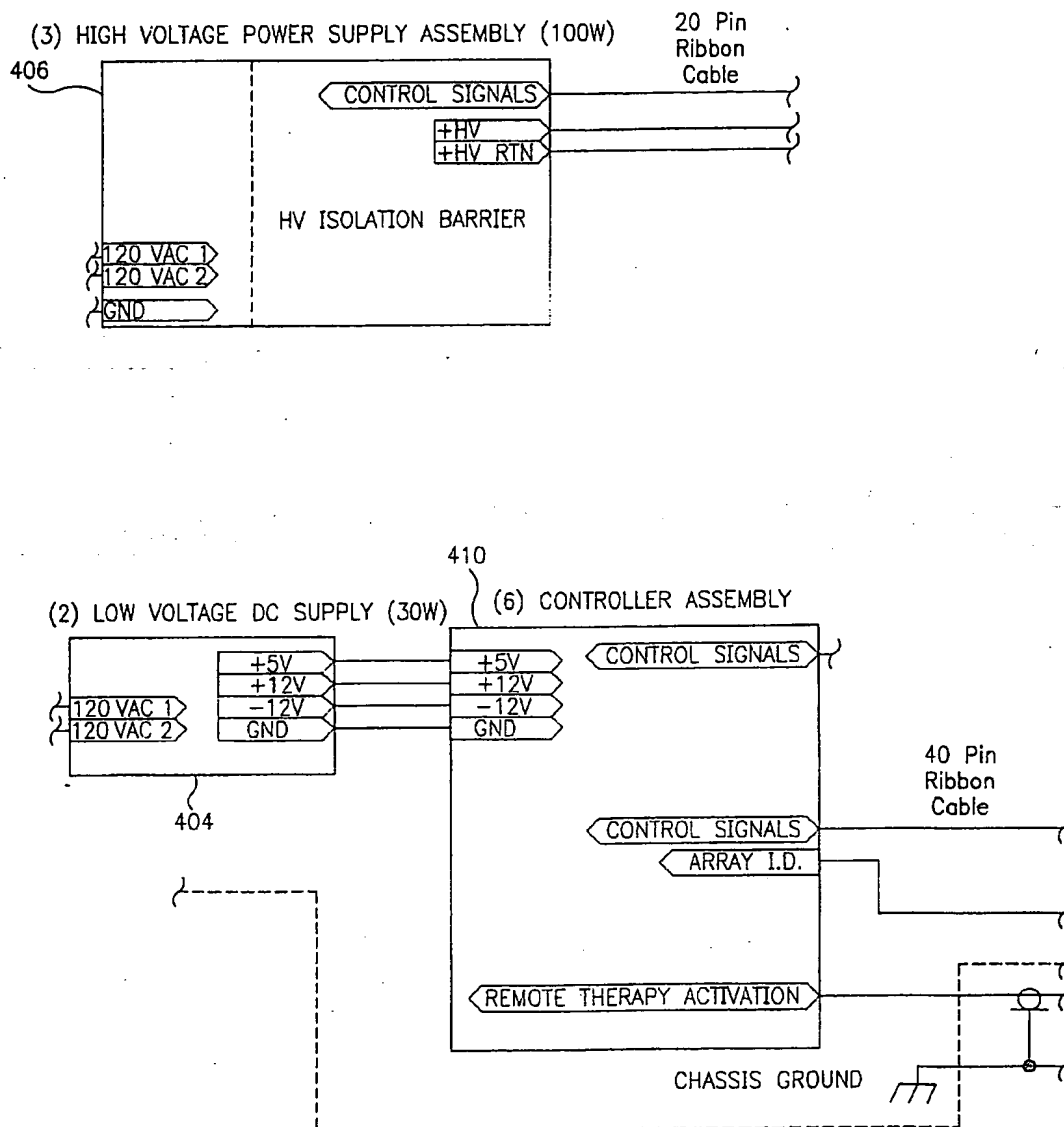 (3) HIGH VOLTAGE POWER SUPPLY ASSEMBLY (100W)
406
20 Pin
Ribbon
Cable
CONTROL SIGNALS
+HV
+HV RTN
HV ISOLATION BARRIER
120 VAC 1
120 VAC 2
GND
410
(2) LOW VOLTAGE DC SUPPLY (30W)
(6) CONTROLLER ASSEMBLY
+5V
+12V
-12V
GND
120 VAC 1
120 VAC 2
404
+5V
+12V
-12V
GND
CONTROL SIGNALS
40 Pin
Ribbon
Cable
CONTROL SIGNALS
ARRAY I.D.
REMOTE THERAPY ACTIVATION
CHASSIS GROUND